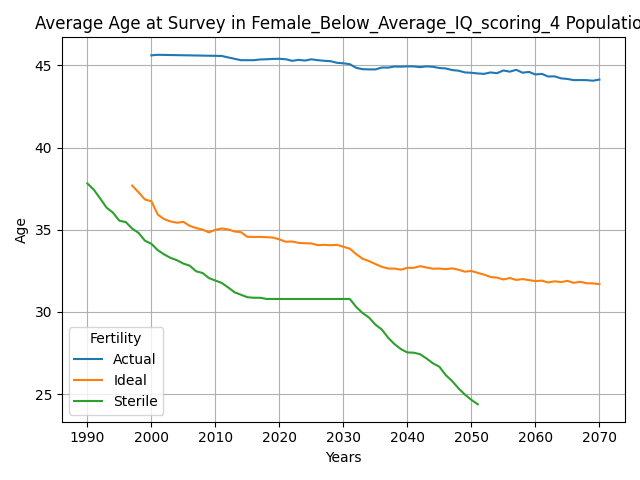 Average Age at Survey in Female_Below_Average_IQ_scoring_4 Populatio
45
40
35
30
25
Age
Fertility
Actual
Ideal
Sterile
1990 2000 2010 2020 2030 2040 2050 2060 2070
Years